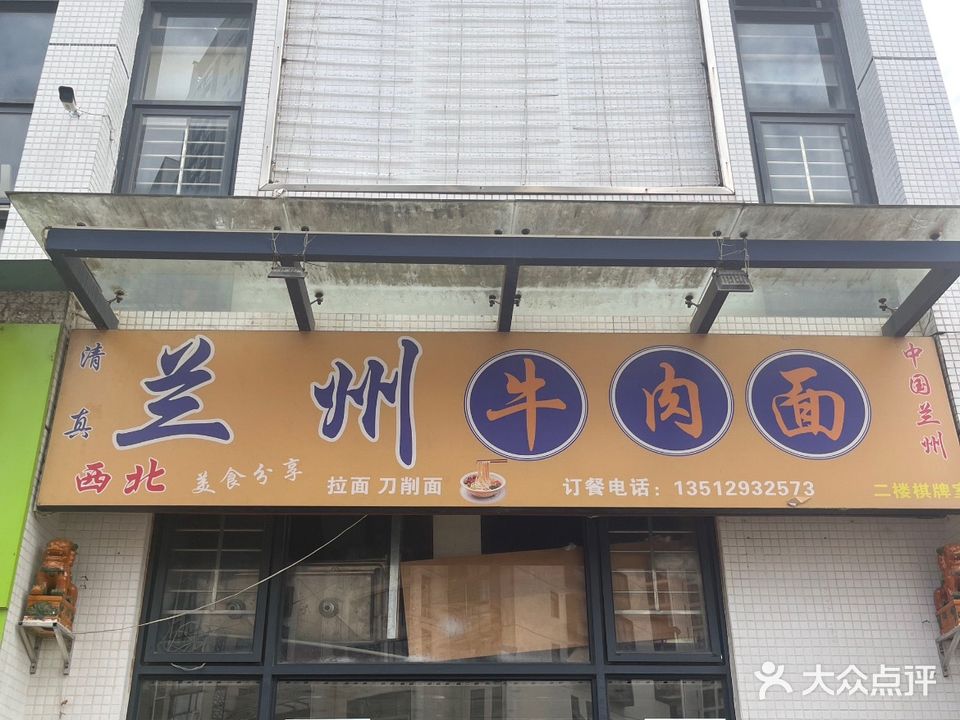 清真
兰州牛肉面
中国兰州
西北
美食分享
拉面 刀削面
订餐电话：13512932573
二楼棋牌室
大众点评